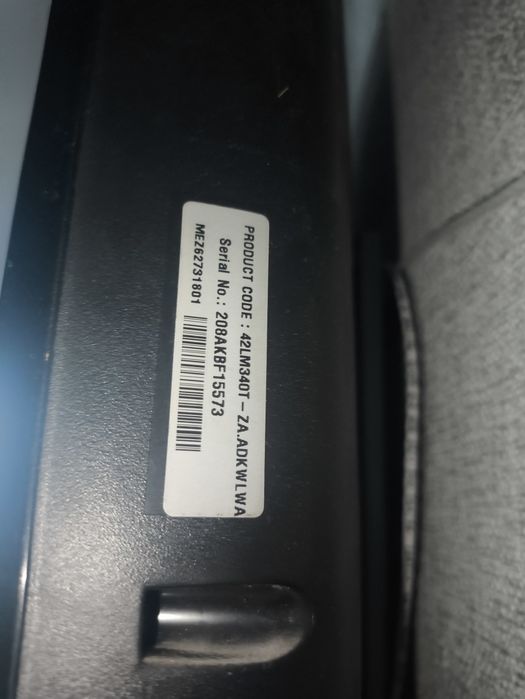 PRODUCT CODE : 42LM340T-ZA.ADKWLWA
Serial No.: 208AKBF15573
MEZ62731801